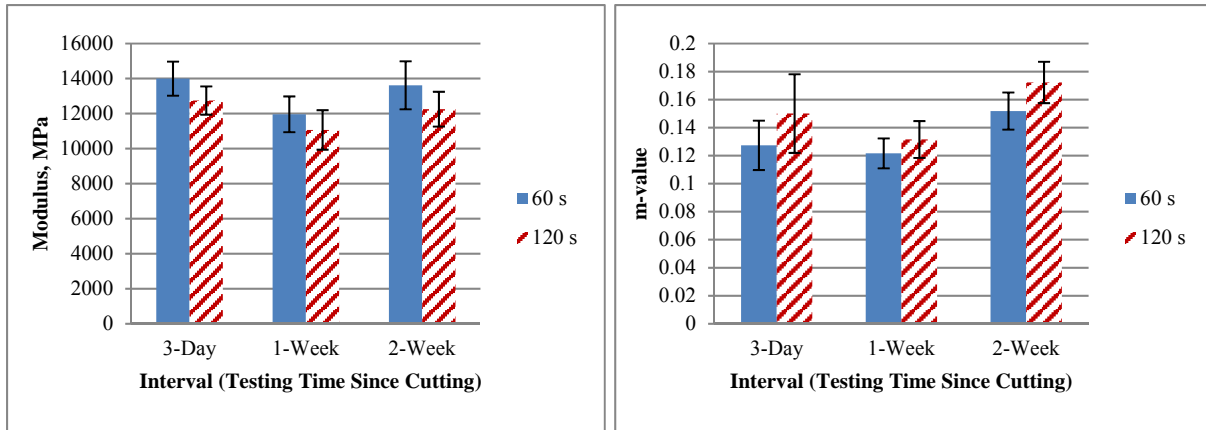 16000
14000
12000
10000
8000
6000
4000
2000
0
Modulus, MPa
3-Day 1-Week 2-Week
Interval (Testing Time Since Cutting)
60 s
120 s
0.2
0.18
0.16
0.14
0.12
0.1
0.08
0.06
0.04
0.02
0
m-value
3-Day 1-Week 2-Week
Interval (Testing Time Since Cutting)
60 s
120 s